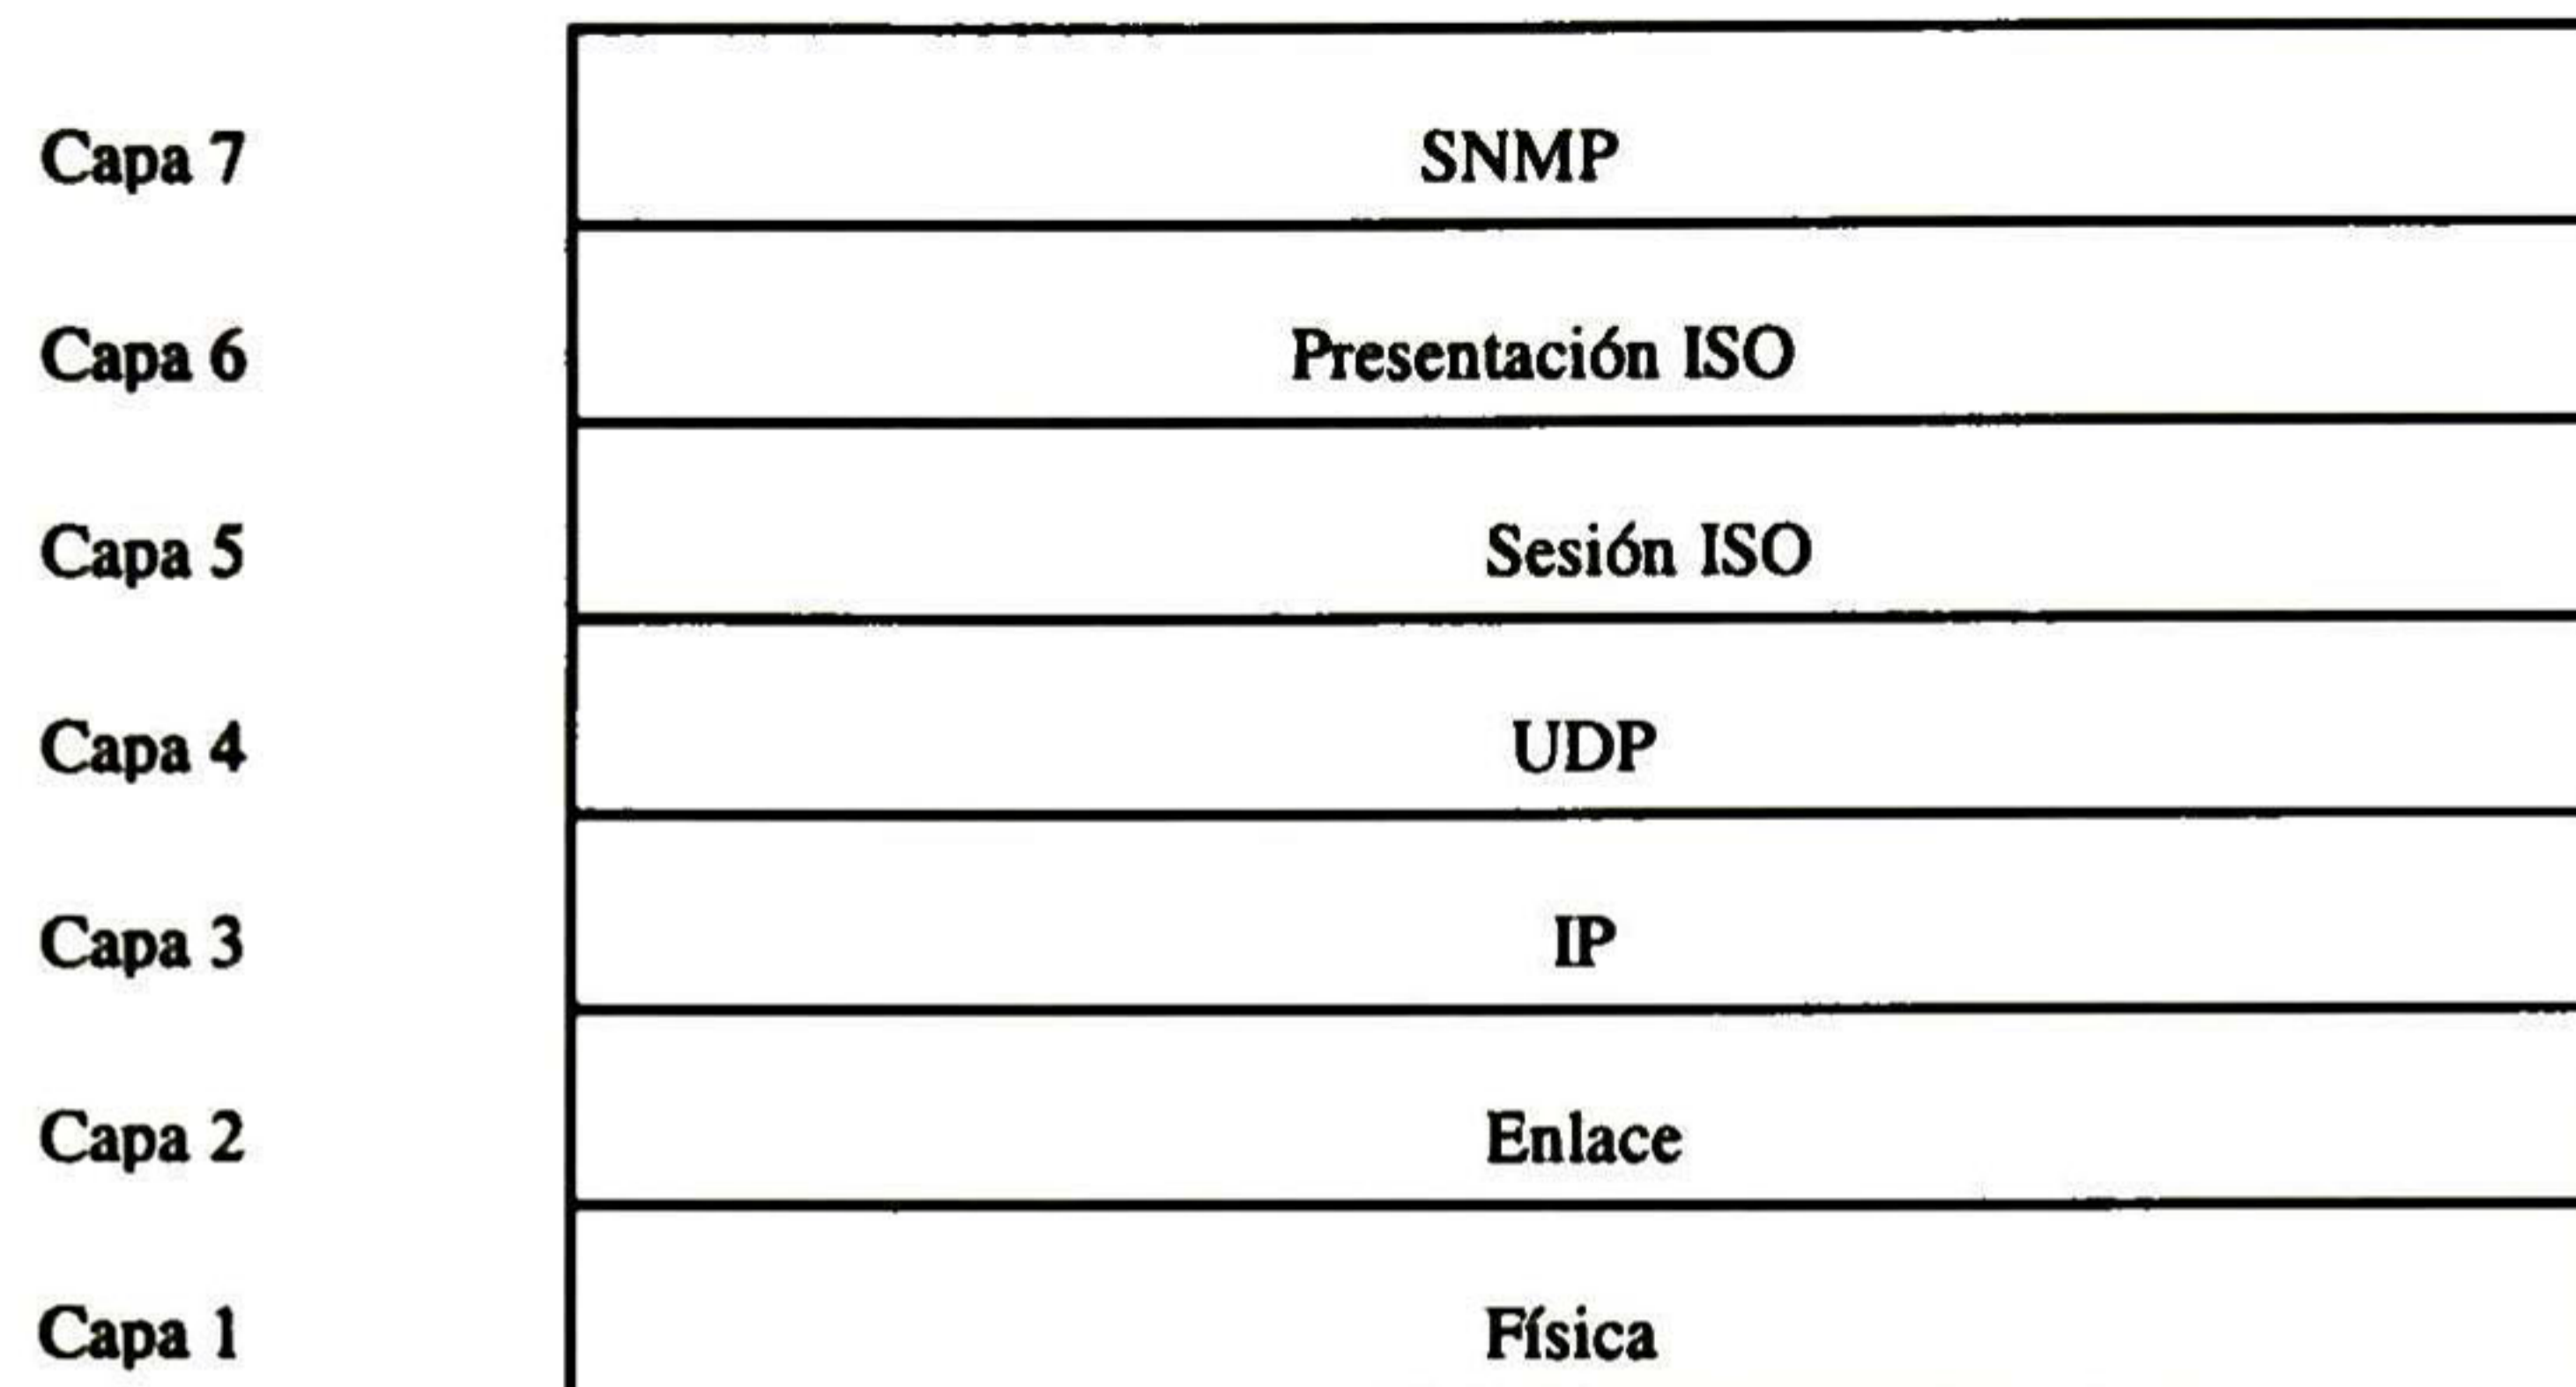 Capa 7 SNMP
Capa 6 Presentación ISO
Capa 5 Sesión ISO
Capa 4 UDP
Capa 3 IP
Capa 2 Enlace
Capa 1 Física